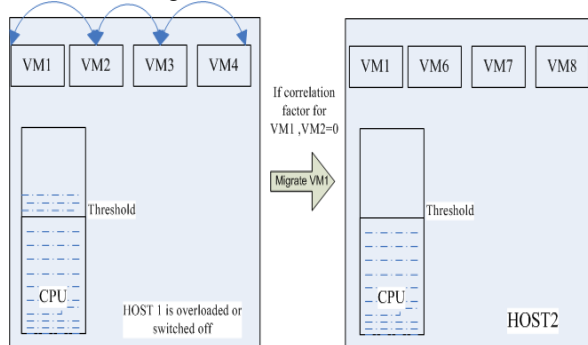 VM1 VM2 VM3 VM4
Threshold
CPU
HOST 1 is overloaded or
switched off
If correlation
factor for
VM1 ,VM2=0
Migrate VM1
VM1 VM6 VM7 VM8
Threshold
CPU
HOST2